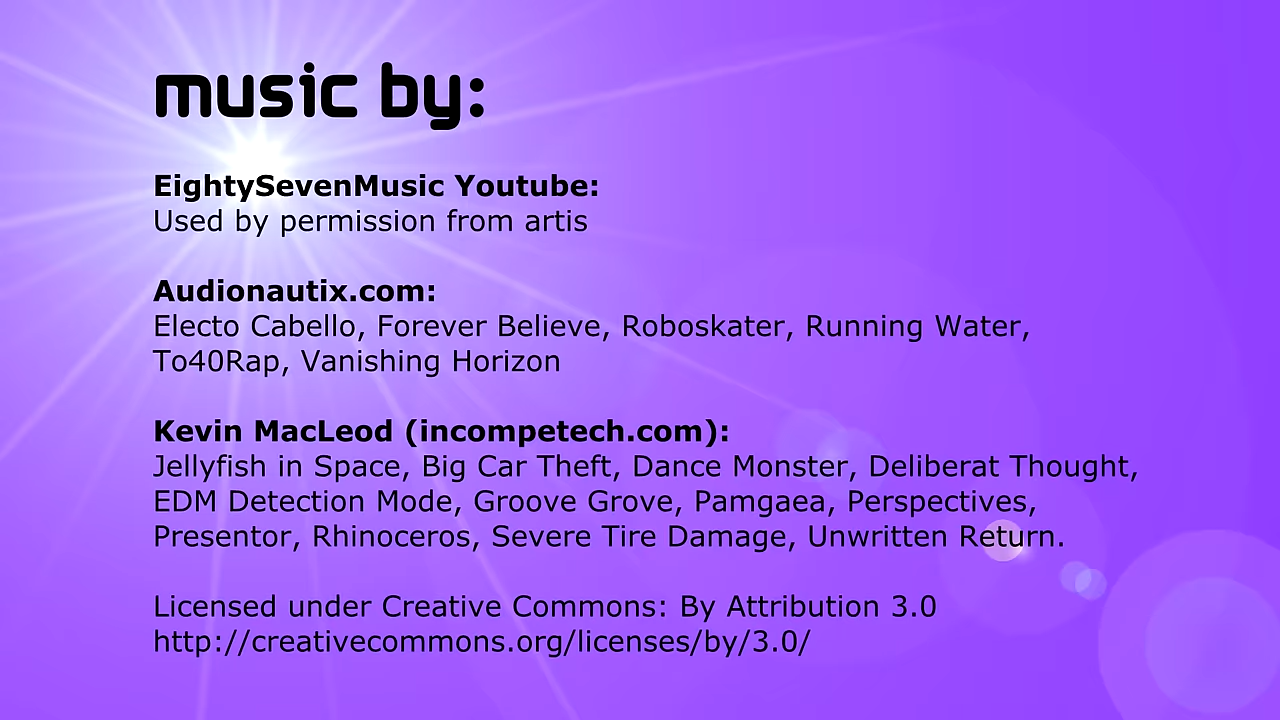 music by:
EightySevenMusic Youtube:
Used by permission from artis
Audionautix.com:
Electo Cabello, Forever Believe, Roboskater, Running Water,
To40Rap, Vanishing Horizon
Kevin MacLeod (incompetech.com):
Jellyfish in Space, Big Car Theft, Dance Monster, Deliberat Thought,
EDM Detection Mode, Groove Grove, Pamgaea, Perspectives,
Presentor, Rhinoceros, Severe Tire Damage, Unwritten Return.
Licensed under Creative Commons: By Attribution 3.0
http://creativecommons.org/licenses/by/3.0/